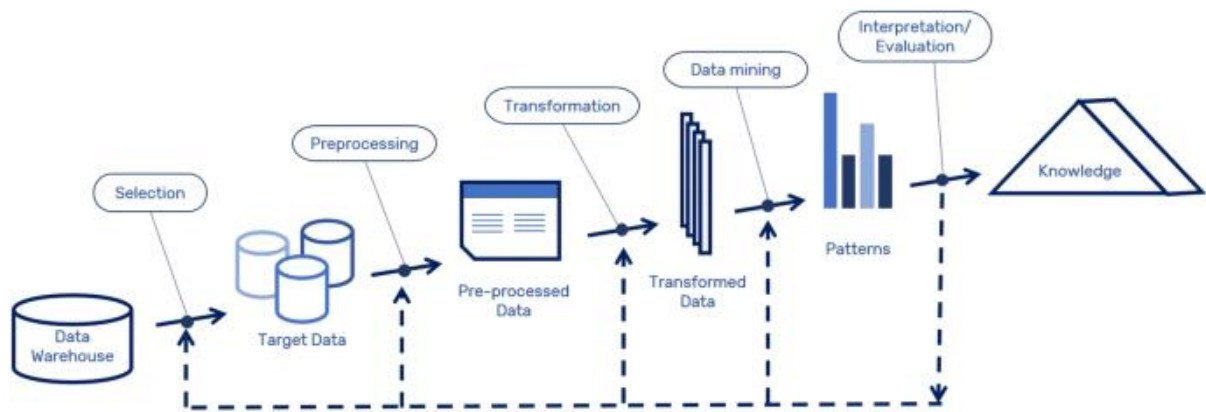 Interpretation/
Evaluation
Data mining
Transformation
Preprocessing
Selection
Knowledge
Patterns
Transformed
Data
Pre-processed
Data
Target Data
Data
Warehouse